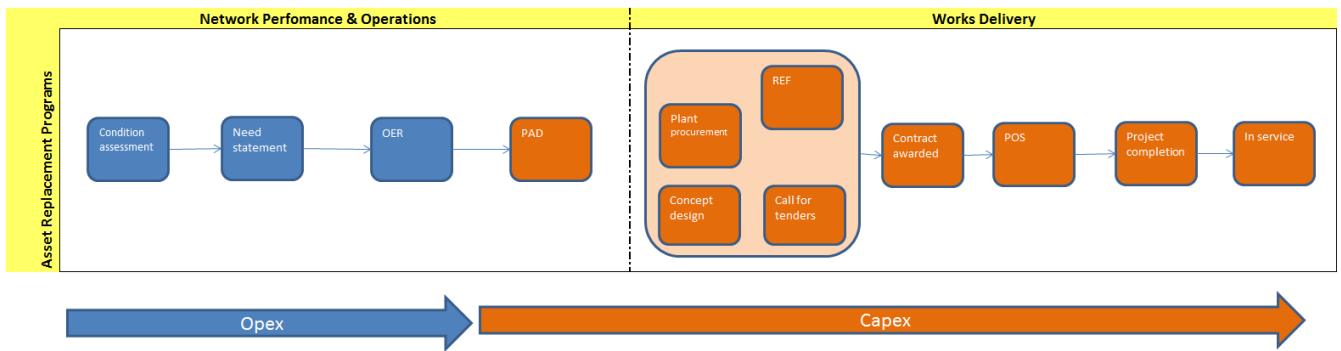 Network Perfomance & Operations
Works Delivery
Asset Replacement Programs
Condition
assessment
Need
statement
OER
PAD
Plant
procurement
REF
Concept
design
Call for
tenders
Contract
awarded
POS
Project
completion
In service
Opex
Capex